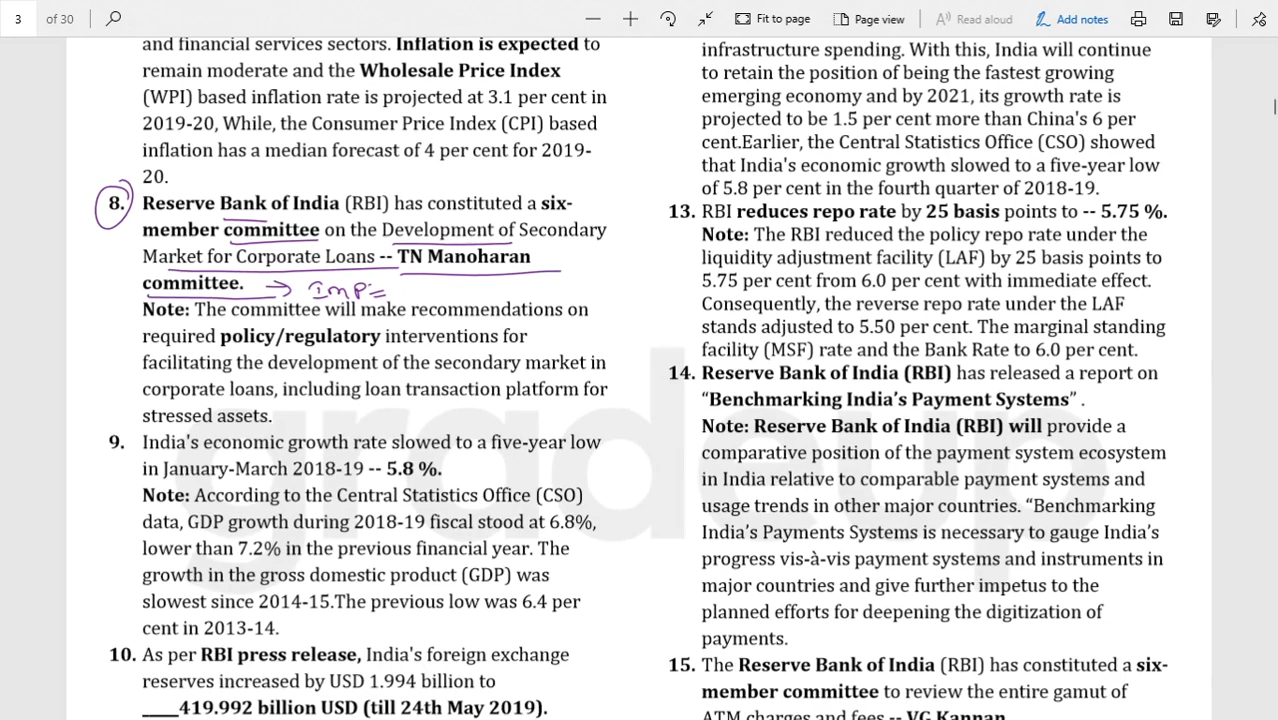 3 of 30
Fit to page
Page view
Read aloud
Add notes
and financial services sectors. Inflation is expected to
remain moderate and the Wholesale Price Index
(WPI) based inflation rate is projected at 3.1 per cent in
2019-20, While, the Consumer Price Index (CPI) based
inflation has a median forecast of 4 per cent for 2019-
20.
8. Reserve Bank of India (RBI) has constituted a six-
member committee on the Development of Secondary
Market for Corporate Loans -- TN Manoharan
committee. → Imp=
Note: The committee will make recommendations on
required policy/regulatory interventions for
facilitating the development of the secondary market in
corporate loans, including loan transaction platform for
stressed assets.
9. India's economic growth rate slowed to a five-year low
in January-March 2018-19 -- 5.8 %.
Note: According to the Central Statistics Office (CSO)
data, GDP growth during 2018-19 fiscal stood at 6.8%,
lower than 7.2% in the previous financial year. The
growth in the gross domestic product (GDP) was
slowest since 2014-15.The previous low was 6.4 per
cent in 2013-14.
10. As per RBI press release, India's foreign exchange
reserves increased by USD 1.994 billion to
____419.992 billion USD (till 24th May 2019).
infrastructure spending. With this, India will continue
to retain the position of being the fastest growing
emerging economy and by 2021, its growth rate is
projected to be 1.5 per cent more than China's 6 per
cent.Earlier, the Central Statistics Office (CSO) showed
that India's economic growth slowed to a five-year low
of 5.8 per cent in the fourth quarter of 2018-19.
13. RBI reduces repo rate by 25 basis points to -- 5.75 %.
Note: The RBI reduced the policy repo rate under the
liquidity adjustment facility (LAF) by 25 basis points to
5.75 per cent from 6.0 per cent with immediate effect.
Consequently, the reverse repo rate under the LAF
stands adjusted to 5.50 per cent. The marginal standing
facility (MSF) rate and the Bank Rate to 6.0 per cent.
14. Reserve Bank of India (RBI) has released a report on
“Benchmarking India’s Payment Systems” .
Note: Reserve Bank of India (RBI) will provide a
comparative position of the payment system ecosystem
in India relative to comparable payment systems and
usage trends in other major countries. “Benchmarking
India’s Payments Systems is necessary to gauge India’s
progress vis-à-vis payment systems and instruments in
major countries and give further impetus to the
planned efforts for deepening the digitization of
payments.
15. The Reserve Bank of India (RBI) has constituted a six-
member committee to review the entire gamut of
ATM charges and fees -- VG Kannan
gradeup